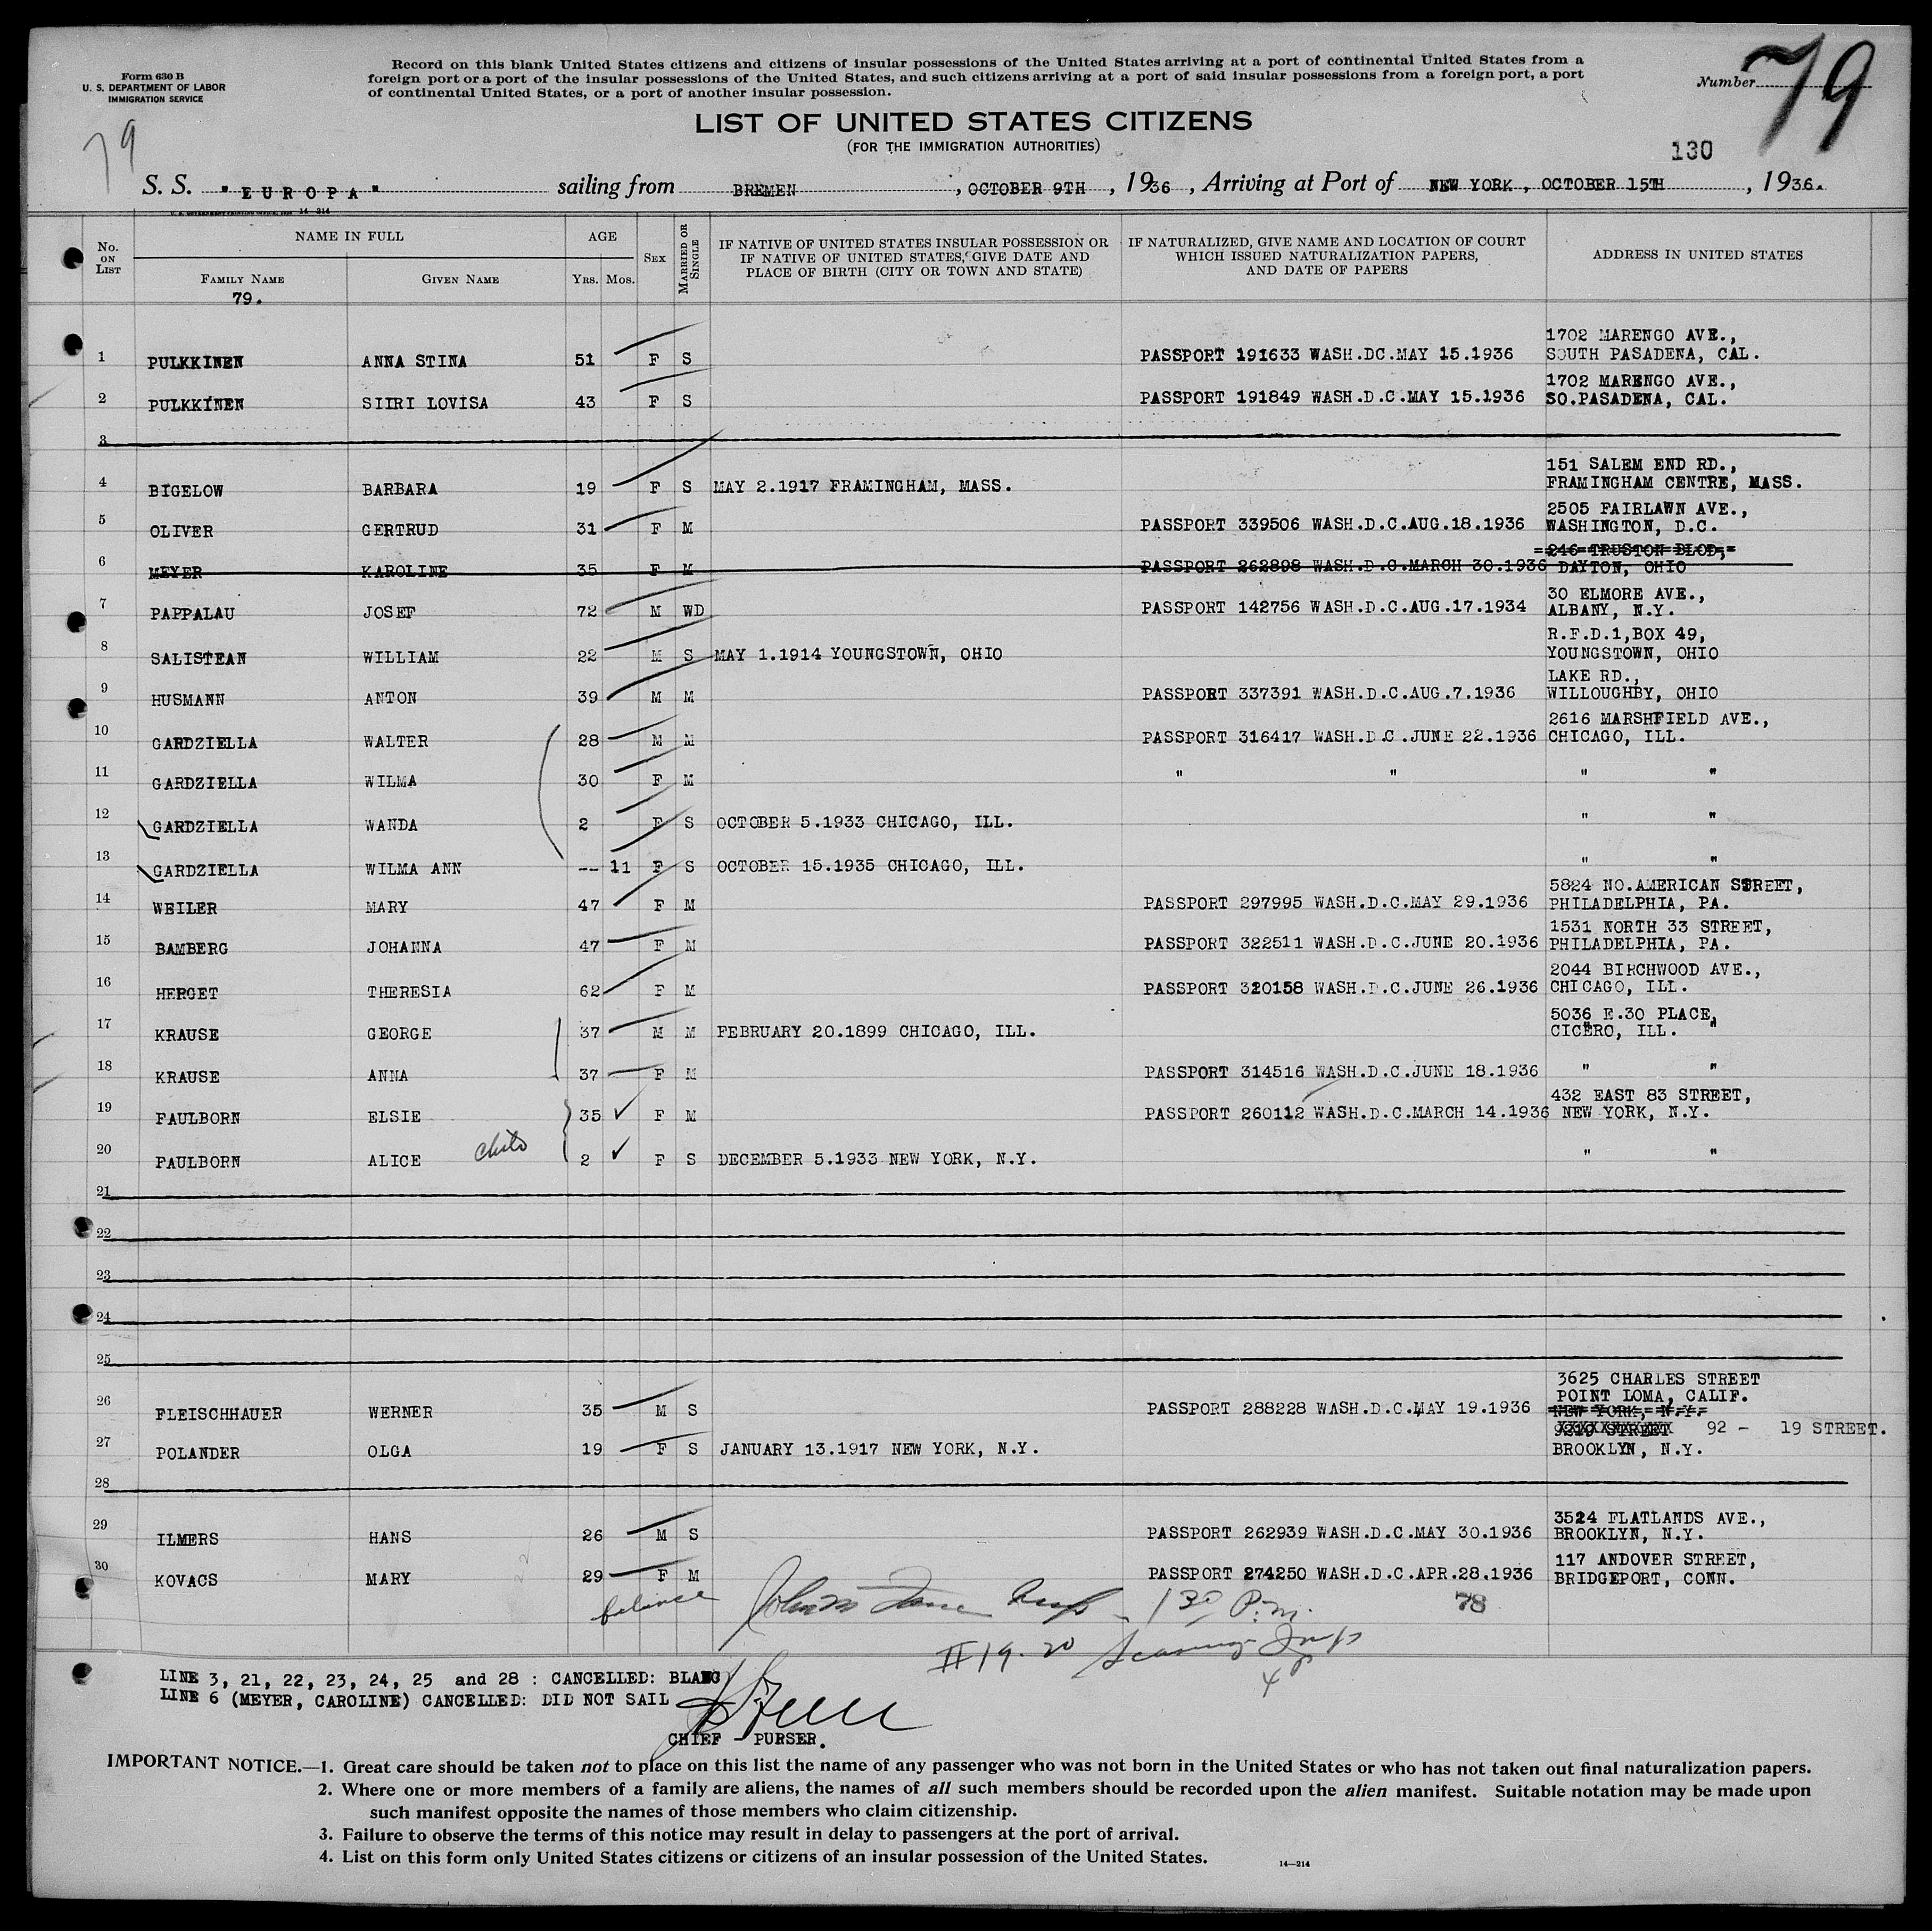 Form 630 B
U. S. DEPARTMENT OF LABOR
IMMIGRATION SERVICE
Record on this blank United States citizens and citizens of insular possessions of the United States arriving at a port of continental United States from a
foreign port or a port of the insular possessions of the United States, and such citizens arriving at a port of said insular possessions from a foreign port, a port
of continental United States, or a port of another insular possession.
Number 79
79
LIST OF UNITED STATES CITIZENS
(FOR THE IMMIGRATION AUTHORITIES)
130
S. S. "EUROPA" sailing from BREMEN, OCTOBER 9TH, 1936, Arriving at Port of NEW YORK, OCTOBER 15TH, 1936.
14-214
No. ON LIST NAME IN FULL AGE SEX MARRIED OR SINGLE IF NATIVE OF UNITED STATES INSULAR POSSESSION OR IF NATIVE OF UNITED STATES, GIVE DATE AND PLACE OF BIRTH (CITY OR TOWN AND STATE) IF NATURALIZED, GIVE NAME AND LOCATION OF COURT WHICH ISSUED NATURALIZATION PAPERS, AND DATE OF PAPERS ADDRESS IN UNITED STATES
FAMILY NAME GIVEN NAME YRS. MOS.
79.
1 PULKKINEN ANNA STINA 51 F S PASSPORT 191633 WASH.DC.MAY 15.1936 1702 MARENGO AVE., SOUTH PASADENA, CAL.
2 PULKKINEN SIIRI LOVISA 43 F S PASSPORT 191849 WASH.D.C.MAY 15.1936 1702 MARENGO AVE., SO.PASADENA, CAL.
3
4 BIGELOW BARBARA 19 F S MAY 2.1917 FRAMINGHAM, MASS. 151 SALEM END RD., FRAMINGHAM CENTRE, MASS.
5 OLIVER GERTRUD 31 F M PASSPORT 339506 WASH.D.C.AUG.18.1936 2505 FAIRLAWN AVE., WASHINGTON, D.C.
6 MEYER KAROLINE 35 F M PASSPORT 262898 WASH.D.C.MARCH 30.1936 246 TRUSTON BLOD, DAYTON, OHIO
7 PAPPALAU JOSEF 72 M WD PASSPORT 142756 WASH.D.C.AUG.17.1934 30 ELMORE AVE., ALBANY, N.Y.
8 SALISTEAN WILLIAM 22 M S MAY 1.1914 YOUNGSTOWN, OHIO R.F.D.1,BOX 49, YOUNGSTOWN, OHIO
9 HUSMANN ANTON 39 M M PASSPORT 337391 WASH.D.C.AUG.7.1936 LAKE RD., WILLOUGHBY, OHIO
10 GARDZIELLA WALTER 28 M M PASSPORT 316417 WASH.D.C.JUNE 22.1936 2616 MARSHFIELD AVE., CHICAGO, ILL.
11 GARDZIELLA WILMA 30 F M " " " "
12 GARDZIELLA WANDA 2 F S OCTOBER 5.1933 CHICAGO, ILL. " "
13 GARDZIELLA WILMA ANN -- 11 F S OCTOBER 15.1935 CHICAGO, ILL. " "
14 WEILER MARY 47 F M PASSPORT 297995 WASH.D.C.MAY 29.1936 5824 NO.AMERICAN STREET, PHILADELPHIA, PA.
15 BAMBERG JOHANNA 47 F M PASSPORT 322511 WASH.D.C.JUNE 20.1936 1531 NORTH 33 STREET, PHILADELPHIA, PA.
16 HERGET THERESIA 62 F M PASSPORT 320158 WASH.D.C.JUNE 26.1936 2044 BIRCHWOOD AVE., CHICAGO, ILL.
17 KRAUSE GEORGE 37 M M FEBRUARY 20.1899 CHICAGO, ILL. 5036 E.30 PLACE, CICERO, ILL.
18 KRAUSE ANNA 37 F M PASSPORT 314516 WASH.D.C.JUNE 18.1936 " "
19 FAULBORN ELSIE 35 F M PASSPORT 260112 WASH.D.C.MARCH 14.1936 432 EAST 83 STREET, NEW YORK, N.Y.
20 FAULBORN ALICE child 2 F S DECEMBER 5.1933 NEW YORK, N.Y. " "
21
22
23
24
25
26 FLEISCHHAUER WERNER 35 M S PASSPORT 288228 WASH.D.C.MAY 19.1936 3625 CHARLES STREET POINT LOMA, CALIF. NEW YORK, N.Y.
27 POLANDER OLGA 19 F S JANUARY 13.1917 NEW YORK, N.Y. 9219 STREET 92 - 19 STREET. BROOKLYN, N.Y.
28
29 ILMERS HANS 26 M S PASSPORT 262939 WASH.D.C.MAY 30.1936 3524 FLATLANDS AVE., BROOKLYN, N.Y.
30 KOVACS MARY 29 F M PASSPORT 274250 WASH.D.C.APR.28.1936 117 ANDOVER STREET, BRIDGEPORT, CONN.
balance 130 P.m. 78
II 19-20
LINE 3, 21, 22, 23, 24, 25 and 28 : CANCELLED: BLANC
LINE 6 (MEYER, CAROLINE) CANCELLED: DID NOT SAIL
CHIEF PURSER.
IMPORTANT NOTICE.—1. Great care should be taken not to place on this list the name of any passenger who was not born in the United States or who has not taken out final naturalization papers.
2. Where one or more members of a family are aliens, the names of all such members should be recorded upon the alien manifest. Suitable notation may be made upon
such manifest opposite the names of those members who claim citizenship.
3. Failure to observe the terms of this notice may result in delay to passengers at the port of arrival.
4. List on this form only United States citizens or citizens of an insular possession of the United States.
14—214